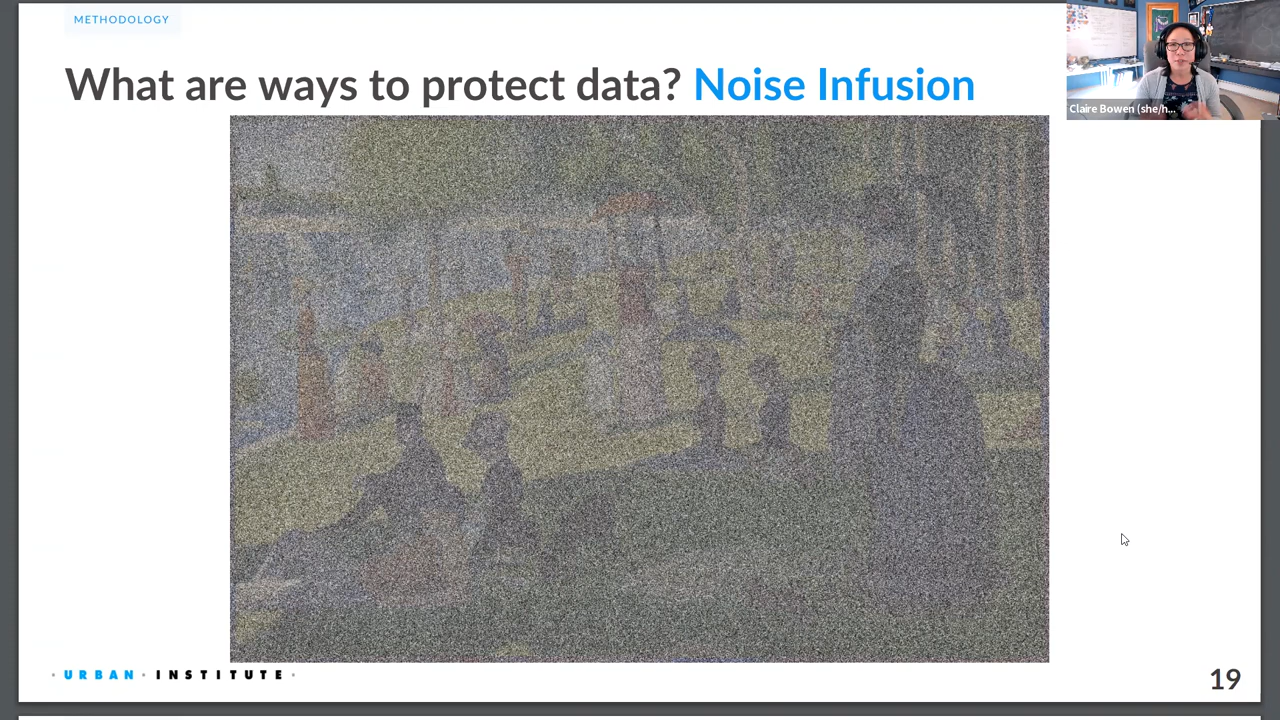 METHODOLOGY
What are ways to protect data? Noise Infusion
Claire Bowen (she/h...
· URBAN · INSTITUTE ·
19